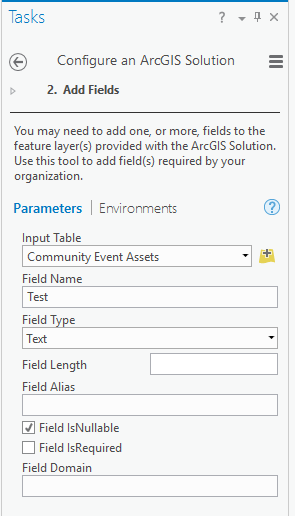 Tasks
?
Configure an ArcGIS Solution
2. Add Fields
You may need to add one, or more, fields to the
feature layer(s) provided with the ArcGIS Solution.
Use this tool to add field(s) required by your
organization.
Parameters | Environments
?
Input Table
Community Event Assets
Field Name
Test
Field Type
Text
Field Length
Field Alias
Field IsNullable
Field IsRequired
Field Domain